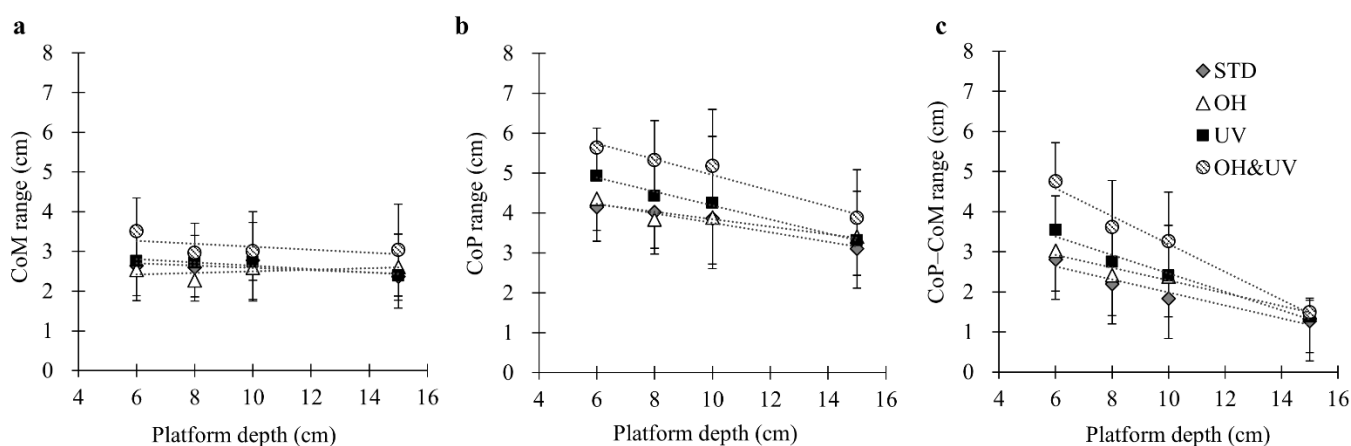 a
8
7
6
5
4
3
2
1
0
CoM range (cm)
4 6 8 10 12 14 16
Platform depth (cm)
b
8
7
6
5
4
3
2
1
0
CoP range (cm)
4 6 8 10 12 14 16
Platform depth (cm)
c
8
7
6
5
4
3
2
1
0
CoP–CoM range (cm)
4 6 8 10 12 14 16
Platform depth (cm)
STD
OH
UV
OH&UV